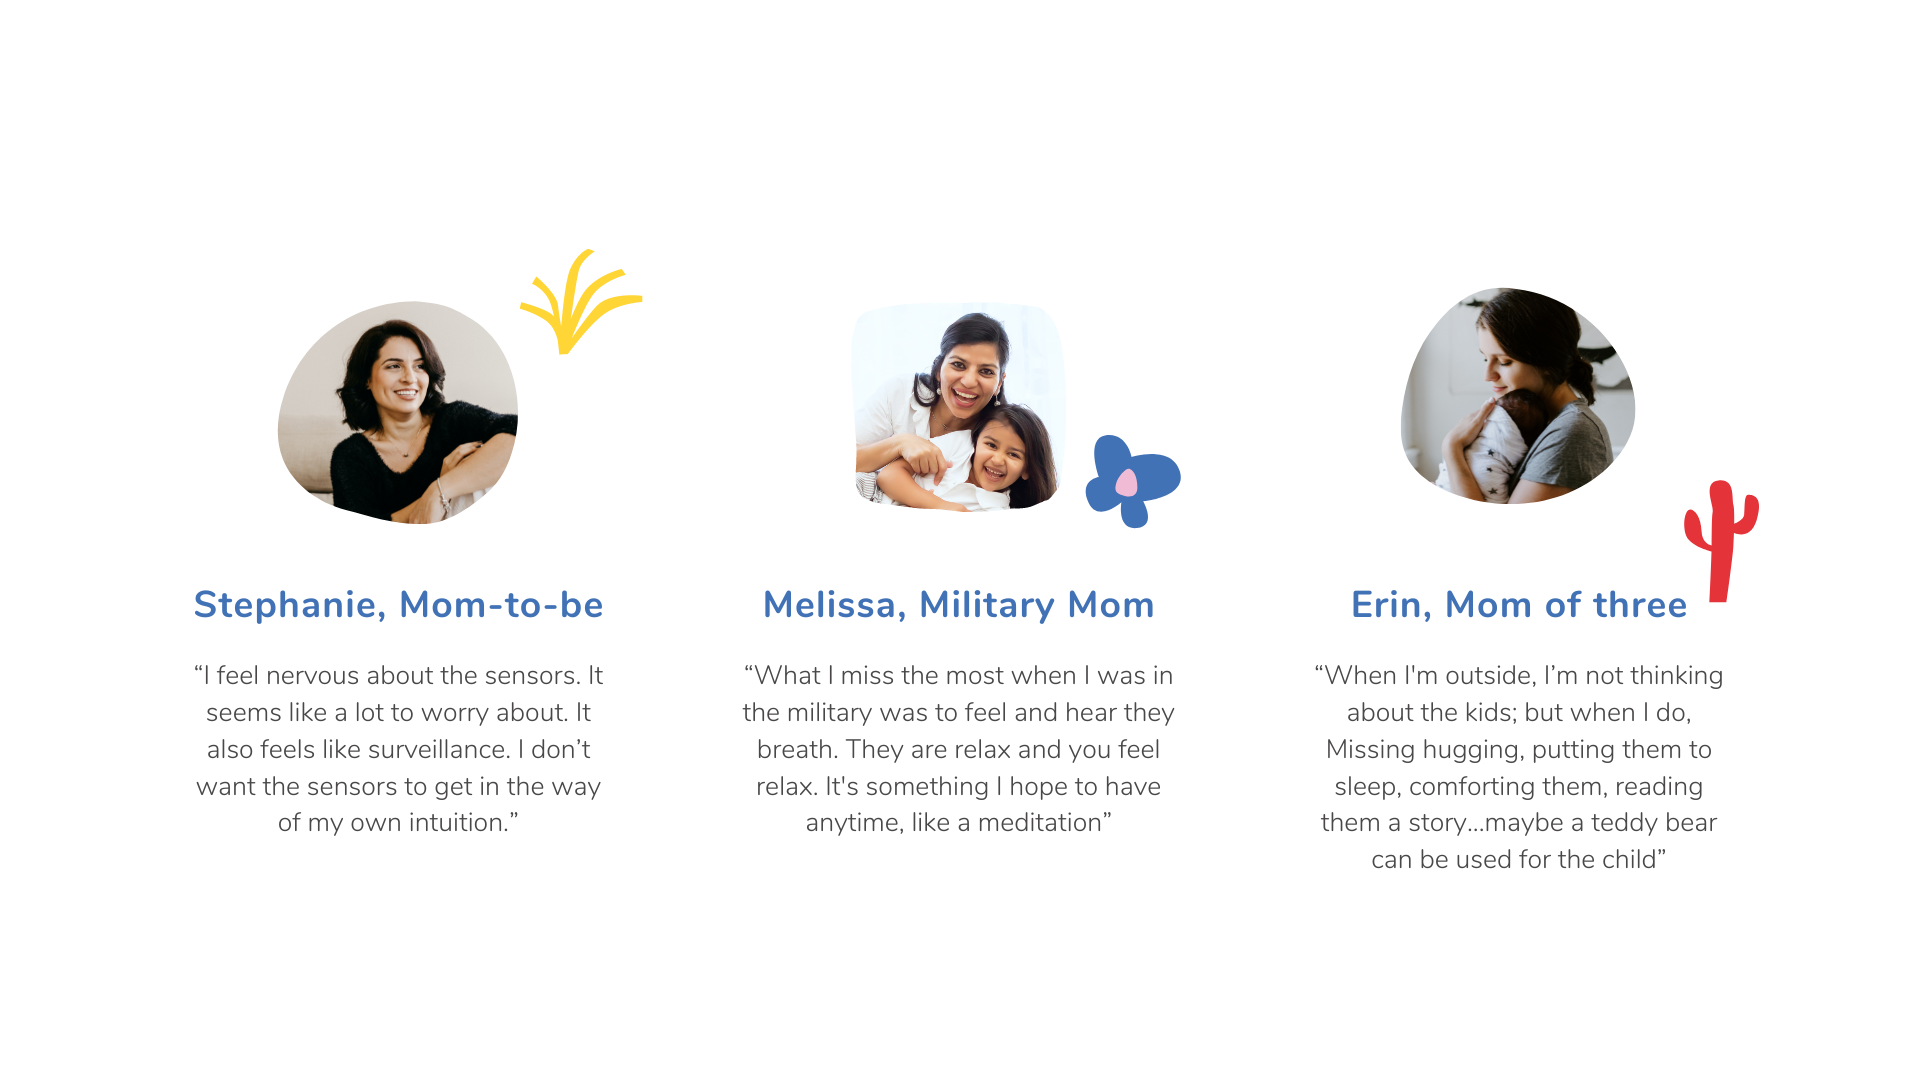 Stephanie, Mom-to-be
“I feel nervous about the sensors. It
seems like a lot to worry about. It
also feels like surveillance. I don’t
want the sensors to get in the way
of my own intuition.”
Melissa, Military Mom
“What I miss the most when I was in
the military was to feel and hear they
breath. They are relax and you feel
relax. It's something I hope to have
anytime, like a meditation”
Erin, Mom of three
“When I'm outside, I’m not thinking
about the kids; but when I do,
Missing hugging, putting them to
sleep, comforting them, reading
them a story...maybe a teddy bear
can be used for the child”